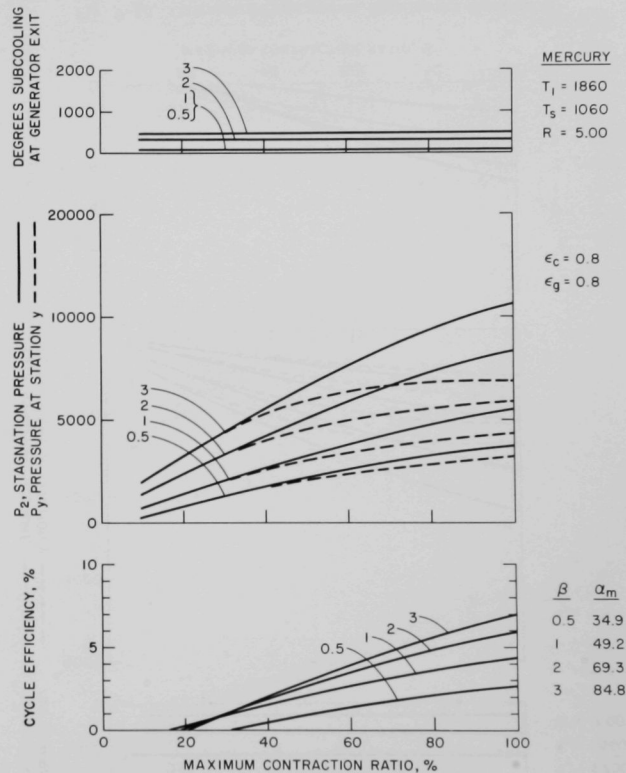 DEGREES SUBCOOLING
AT GENERATOR EXIT
2000
1000
0
3
2
1
0.5
MERCURY
T1 = 1860
Ts = 1060
R = 5.00
P2, STAGNATION PRESSURE
Py, PRESSURE AT STATION y
20000
10000
5000
0
3
2
1
0.5
εc = 0.8
εg = 0.8
CYCLE EFFICIENCY, %
10
5
0
0.5
1
2
3
β αm
0.5 34.9
1 49.2
2 69.3
3 84.8
0 20 40 60 80 100
MAXIMUM CONTRACTION RATIO, %